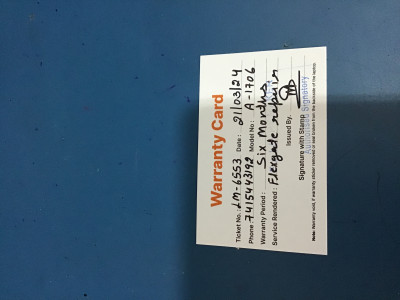 Warranty Card
Ticket No.: LM-6553 Date: 21/03/24
Phone: 7415443192 Model No.: A-1706
Warranty Period: Six Months
Service Rendered: Flexgate repair
Issued By.
Authorised Signatory
Signature with Stamp
Note: Warranty void, if warranty sticker removed or seal broken from the backside of the laptop.